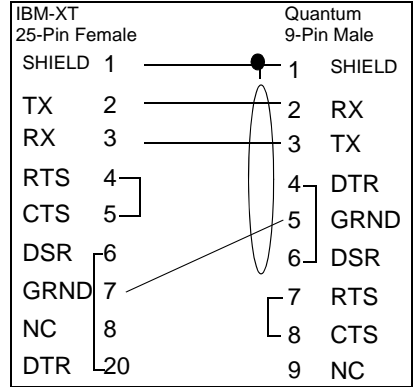 IBM-XT Quantum
25-Pin Female 9-Pin Male
SHIELD 1 1 SHIELD
TX 2 2 RX
RX 3 3 TX
RTS 4 4 DTR
CTS 5 5 GRND
DSR 6 6 DSR
GRND 7 7 RTS
NC 8 8 CTS
DTR 20 9 NC